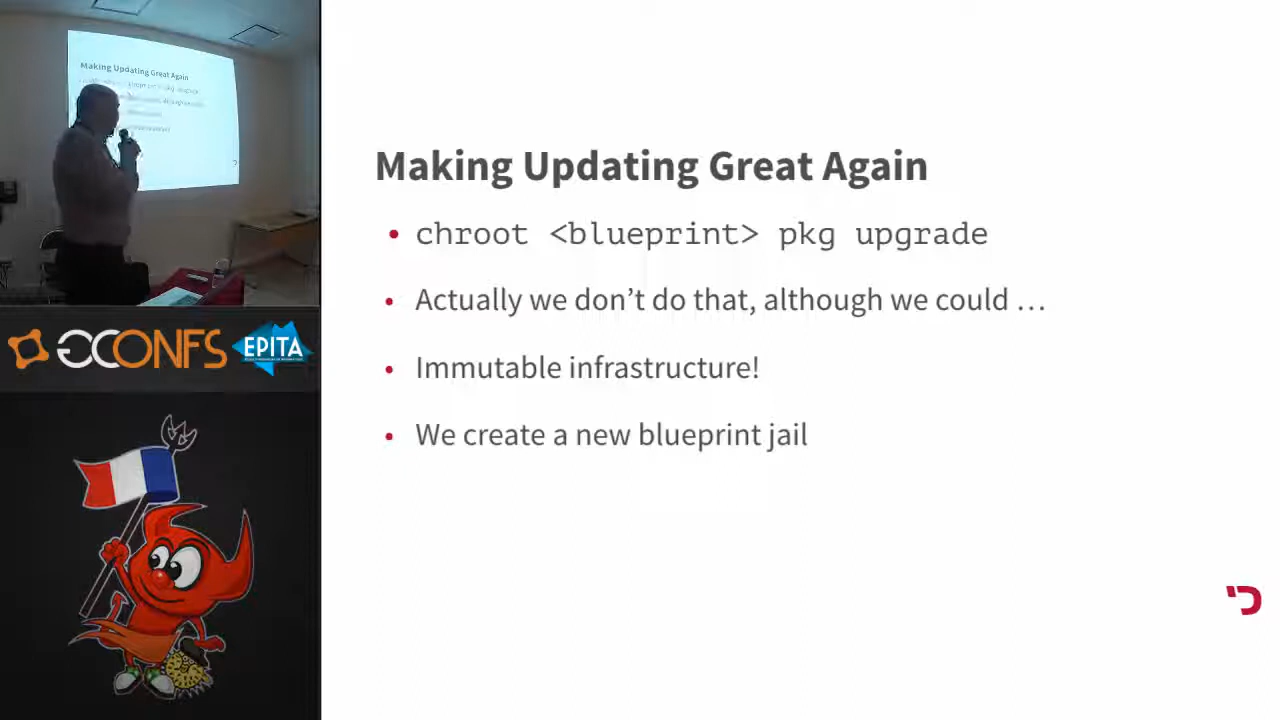 Making Updating Great Again
Making Updating Great Again
• chroot <blueprint> pkg upgrade
• Actually we don’t do that, although we could …
• Immutable infrastructure!
• We create a new blueprint jail
GCONFS
EPITA